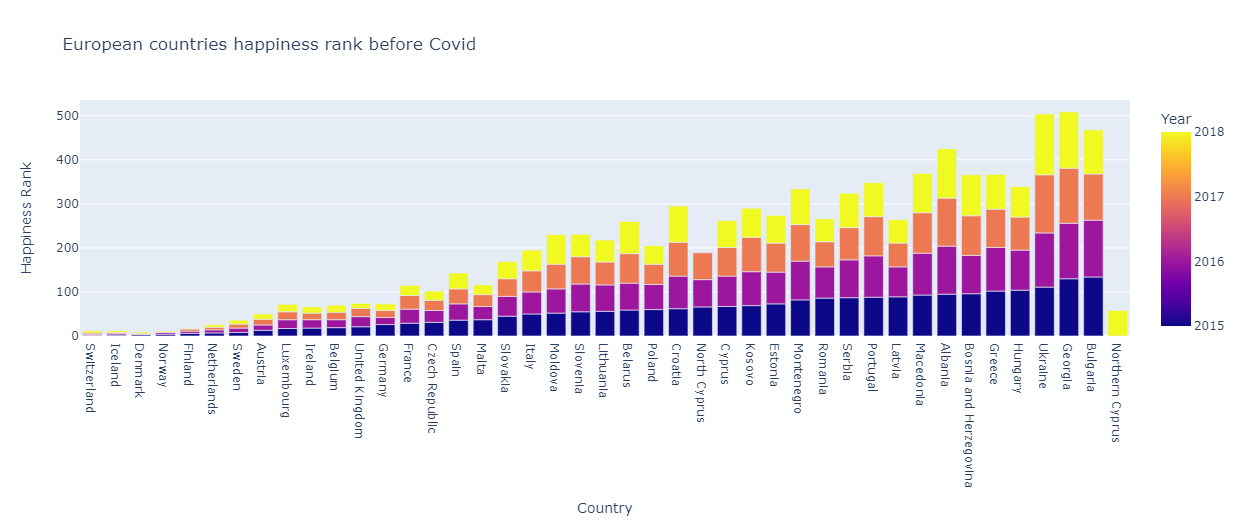 European countries happiness rank before Covid
Happiness Rank
500
400
300
200
100
0
Switzerland
Iceland
Denmark
Norway
Finland
Netherlands
Sweden
Austria
Luxembourg
Ireland
Belgium
United Kingdom
Germany
France
Czech Republic
Spain
Malta
Slovakia
Italy
Moldova
Slovenia
Lithuania
Belarus
Poland
Croatia
North Cyprus
Cyprus
Kosovo
Estonia
Montenegro
Romania
Serbia
Portugal
Latvia
Macedonia
Albania
Bosnia and Herzegovina
Greece
Hungary
Ukraine
Georgia
Bulgaria
Northern Cyprus
Country
Year
2018
2017
2016
2015